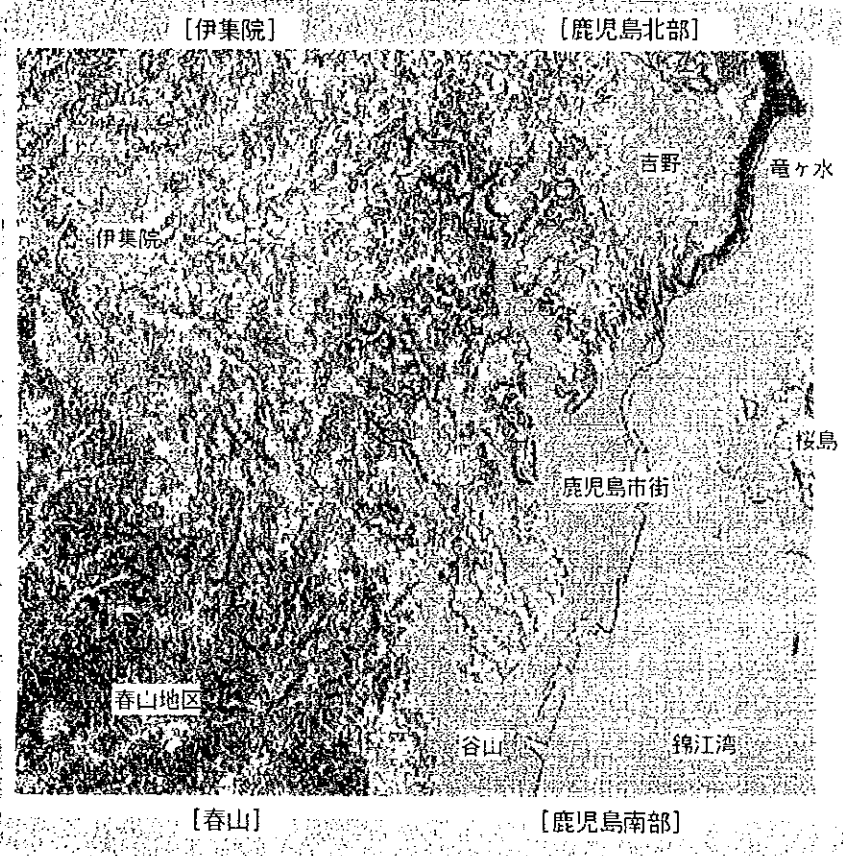 [伊集院]
[鹿児島北部]
吉野
竜ヶ水
伊集院
桜島
鹿児島市街
春山地区
谷山
錦江湾
[春山]
[鹿児島南部]